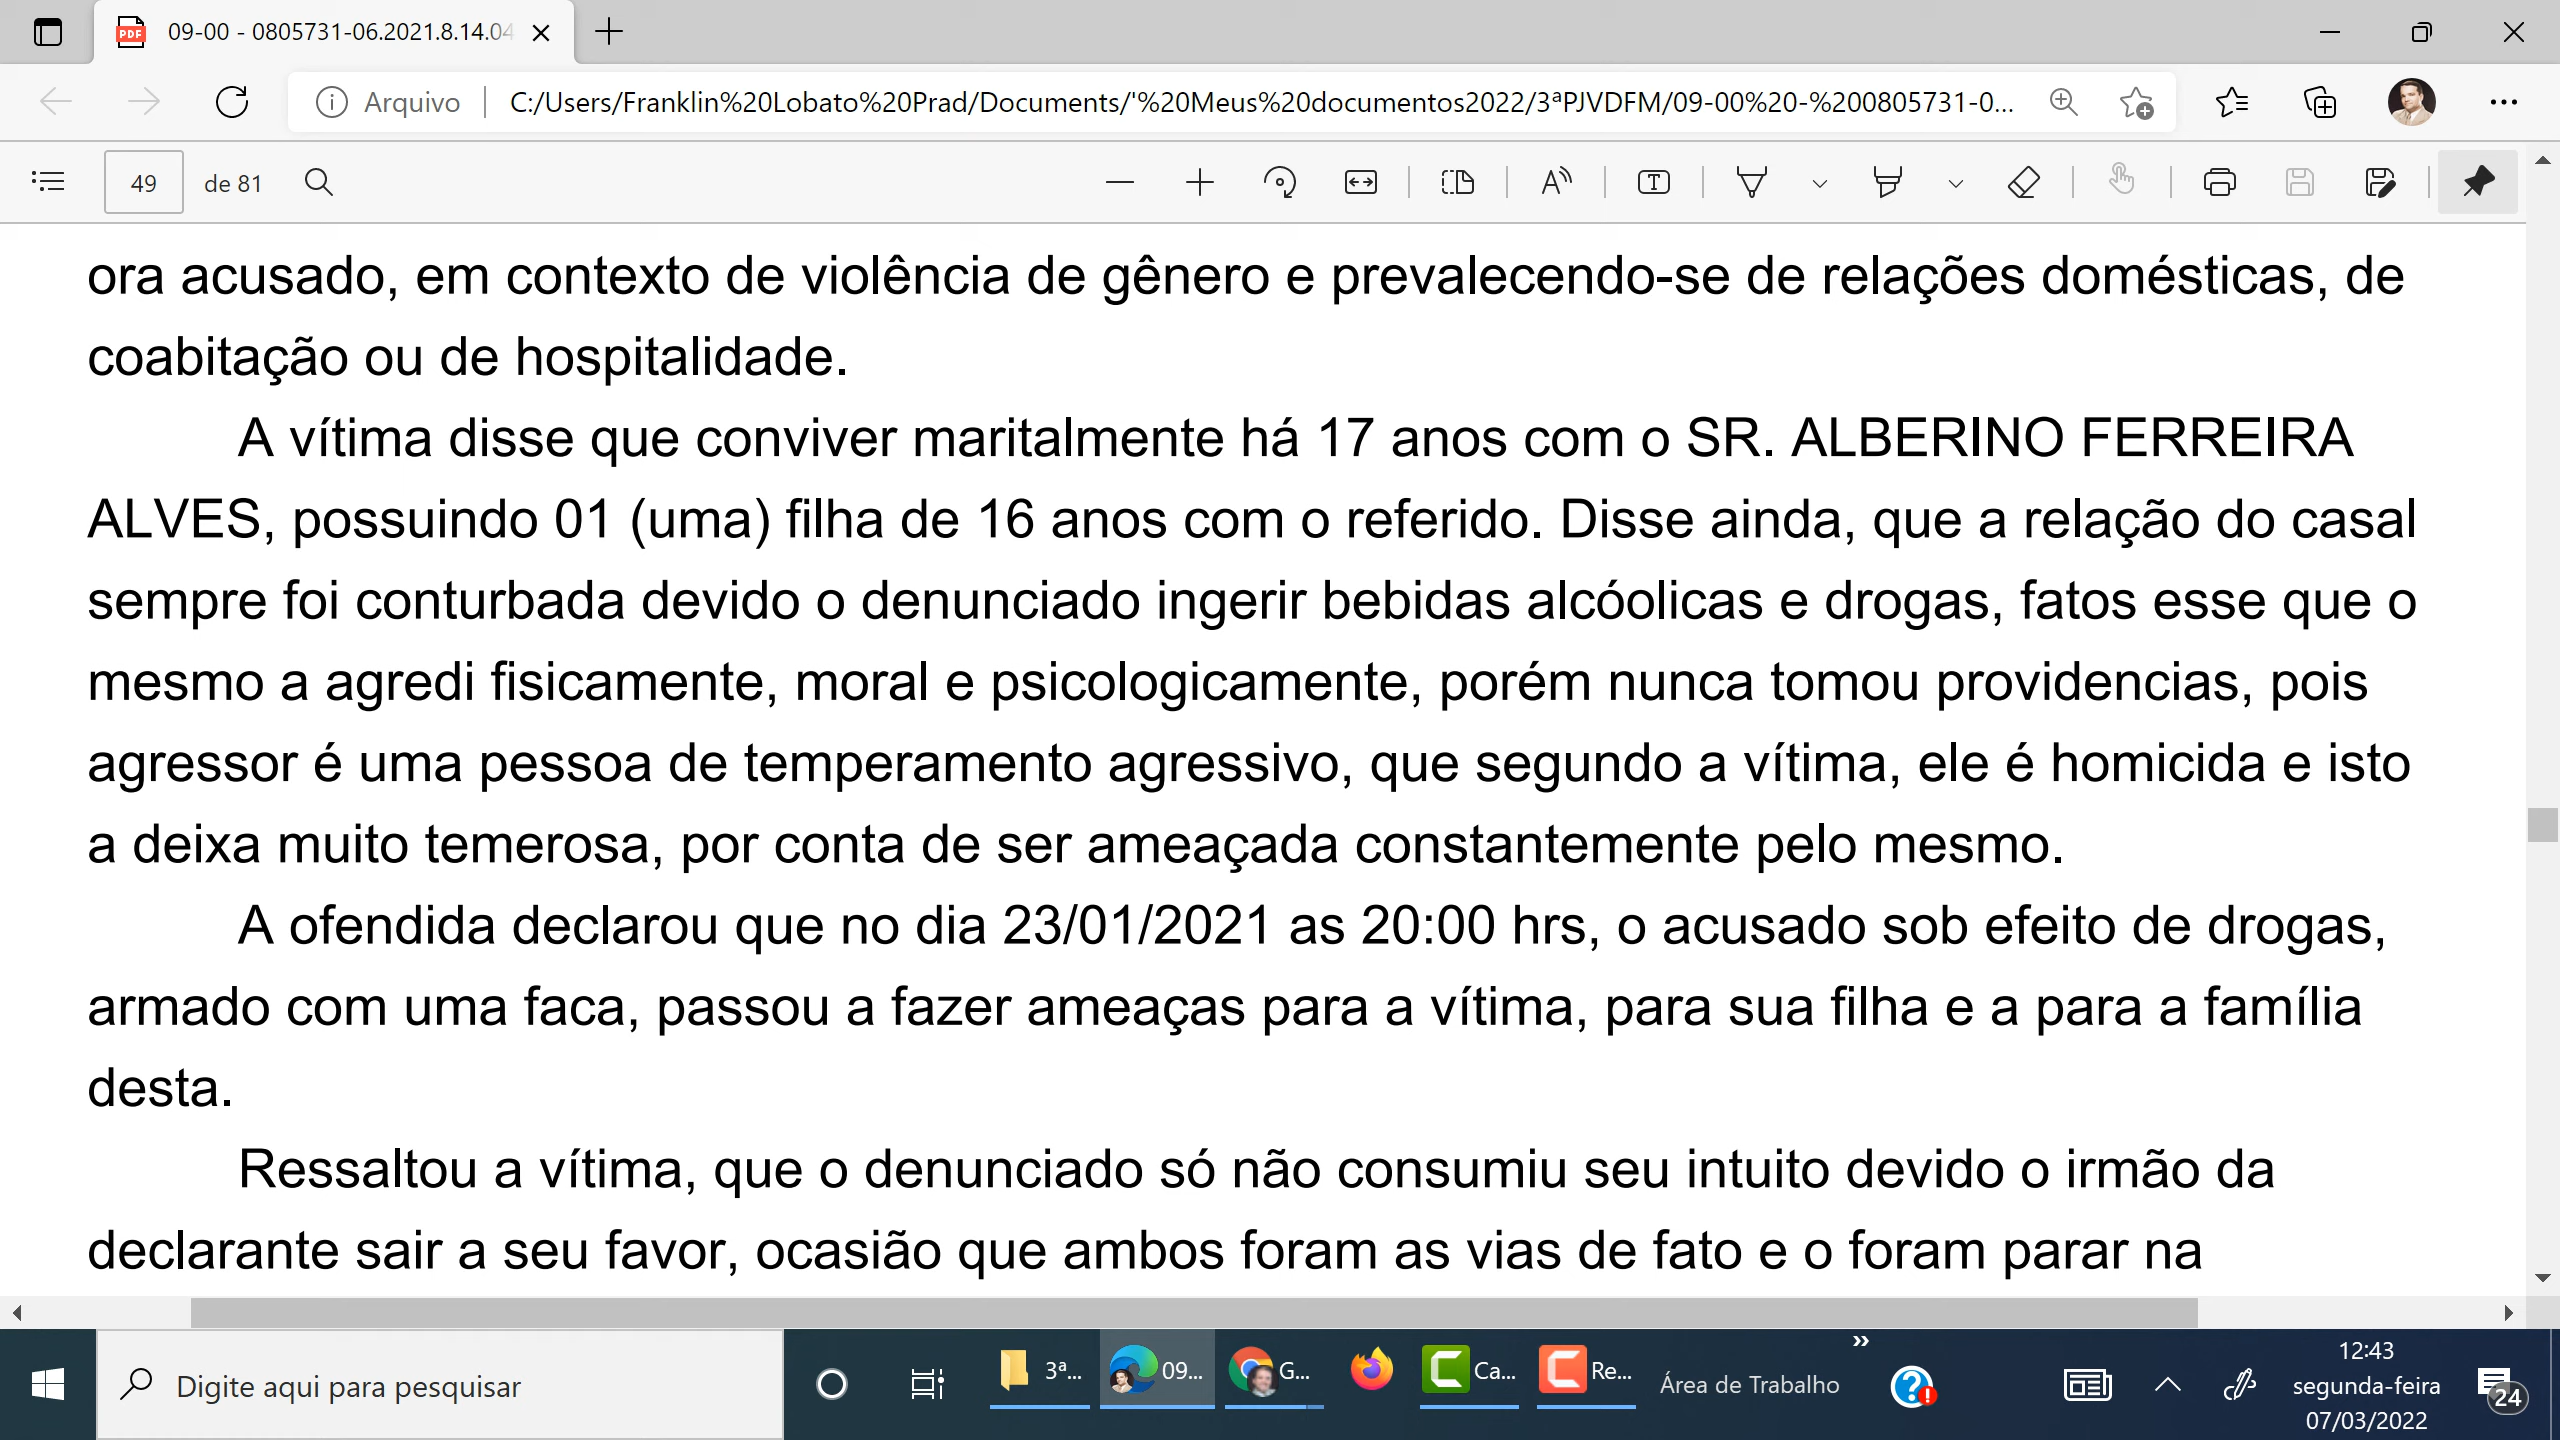 09-00 - 0805731-06.2021.8.14.04
Arquivo
C:/Users/Franklin%20Lobato%20Prad/Documents/'%20Meus%20documentos2022/3ªPJVDFM/09-00%20-%200805731-0...
49 de 81
ora acusado, em contexto de violência de gênero e prevalecendo-se de relações domésticas, de
coabitação ou de hospitalidade.
A vítima disse que conviver maritalmente há 17 anos com o SR. ALBERINO FERREIRA
ALVES, possuindo 01 (uma) filha de 16 anos com o referido. Disse ainda, que a relação do casal
sempre foi conturbada devido o denunciado ingerir bebidas alcóolicas e drogas, fatos esse que o
mesmo a agredi fisicamente, moral e psicologicamente, porém nunca tomou providencias, pois
agressor é uma pessoa de temperamento agressivo, que segundo a vítima, ele é homicida e isto
a deixa muito temerosa, por conta de ser ameaçada constantemente pelo mesmo.
A ofendida declarou que no dia 23/01/2021 as 20:00 hrs, o acusado sob efeito de drogas,
armado com uma faca, passou a fazer ameaças para a vítima, para sua filha e a para a família
desta.
Ressaltou a vítima, que o denunciado só não consumiu seu intuito devido o irmão da
declarante sair a seu favor, ocasião que ambos foram as vias de fato e o foram parar na
Digite aqui para pesquisar
3ª...
09...
G...
Ca...
Re...
Área de Trabalho
12:43
segunda-feira
07/03/2022
24